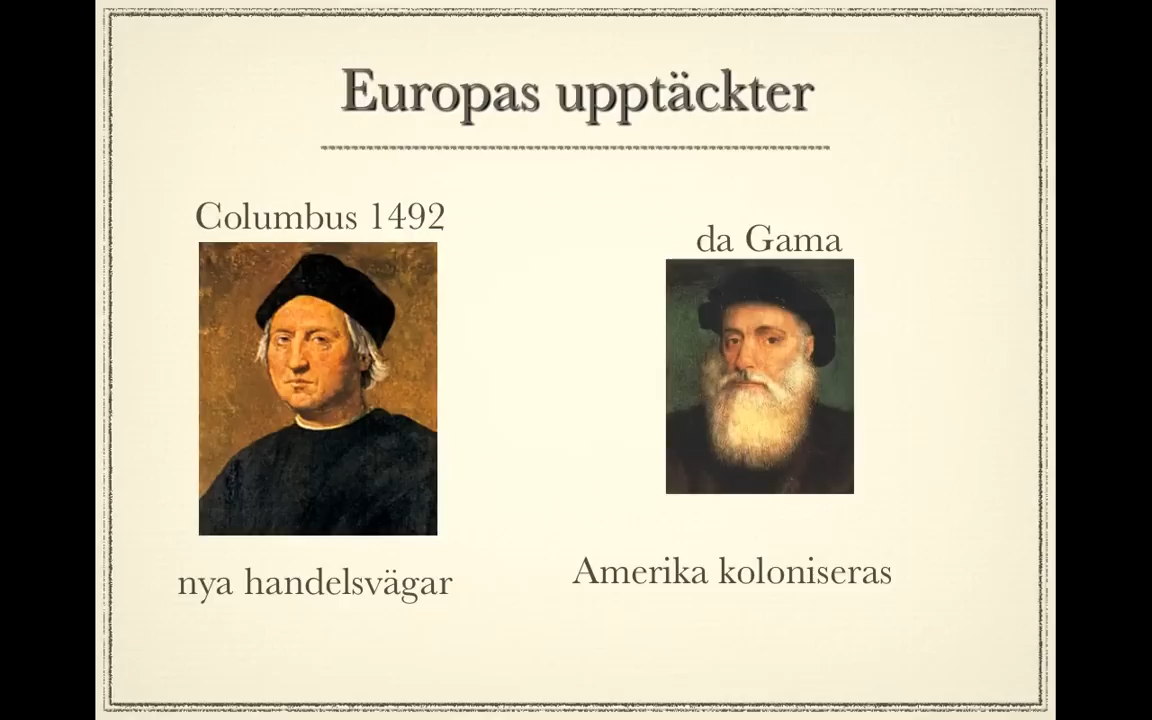 Europas upptäckter
Columbus 1492
da Gama
nya handelsvägar
Amerika koloniseras